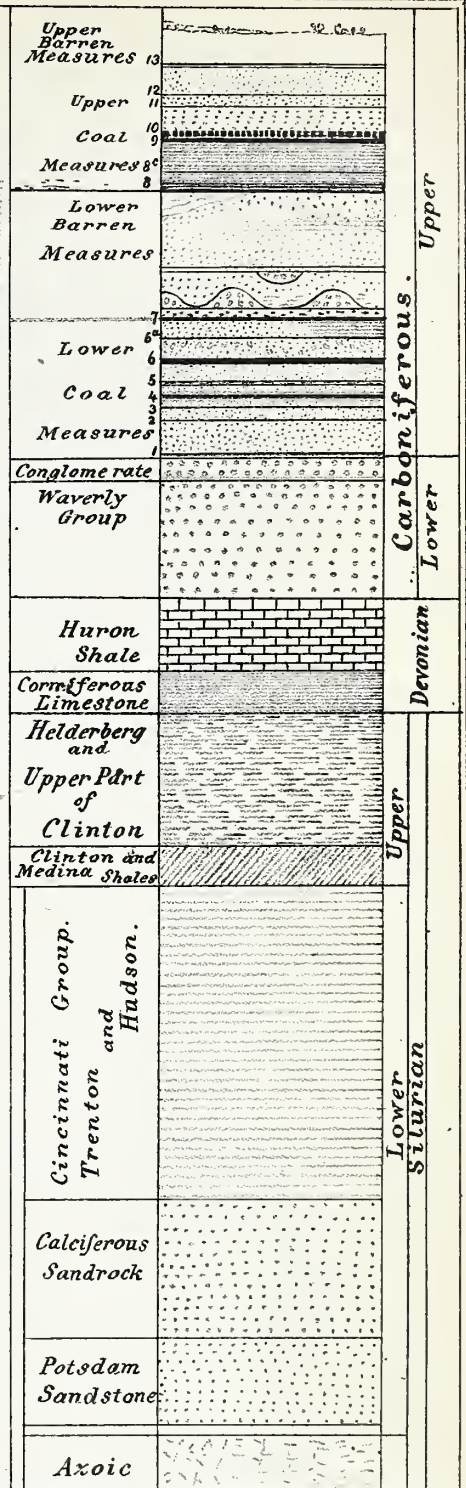 Upper
Barren
Measures 13
12
Upper 11
10
Coal 9
Measures 8c
8
Lower
Barren
Measures
7
6a
Lower
6
5
Coal 4
3
2
Measures
1
Conglomerate
Waverly
Group
Huron
Shale
Corniferous
Limestone
Helderberg
and
Upper Part
of
Clinton
Clinton and
Medina Shales
Cincinnati Group.
Trenton and Hudson.
Calciferous
Sandrock
Potsdam
Sandstone
Azoic
Upper
Carboniferous.
Lower
Devonian
Upper
Lower
Silurian